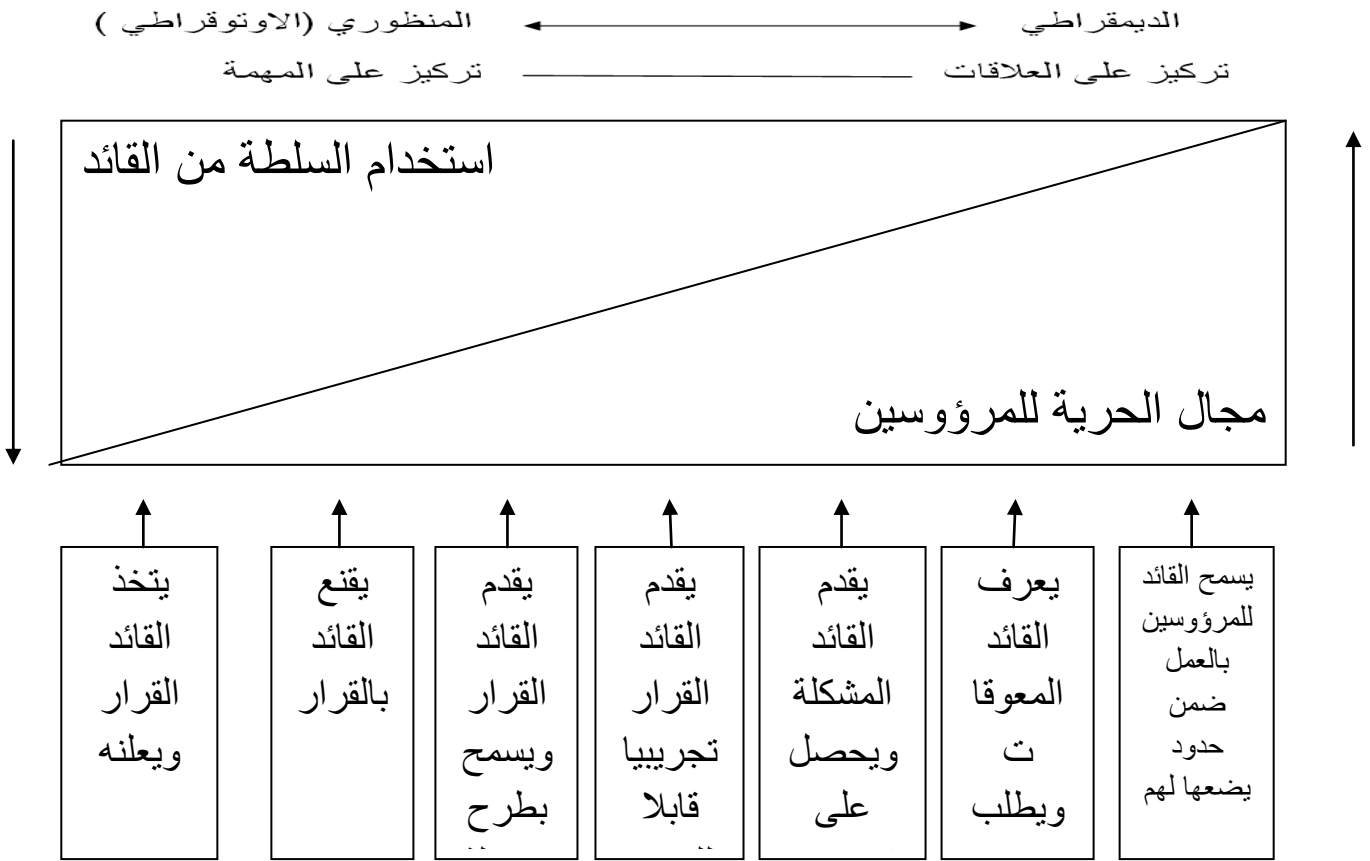 الديمقراطي
المنظوري (الاوتوقراطي )
تركيز على العلاقات
تركيز على المهمة
استخدام السلطة من القائد
مجال الحرية للمرؤوسين
يسمح القائد
للمرؤوسين
بالعمل
ضمن
حدود
يضعها لهم
يعرف
القائد
المعوقا
ت
ويطلب
يقدم
القائد
المشكلة
ويحصل
على
يقدم
القائد
القرار
تجريبيا
قابلا
يقدم
القائد
القرار
ويسمح
بطرح
يقنع
القائد
بالقرار
يتخذ
القائد
القرار
ويعلنه